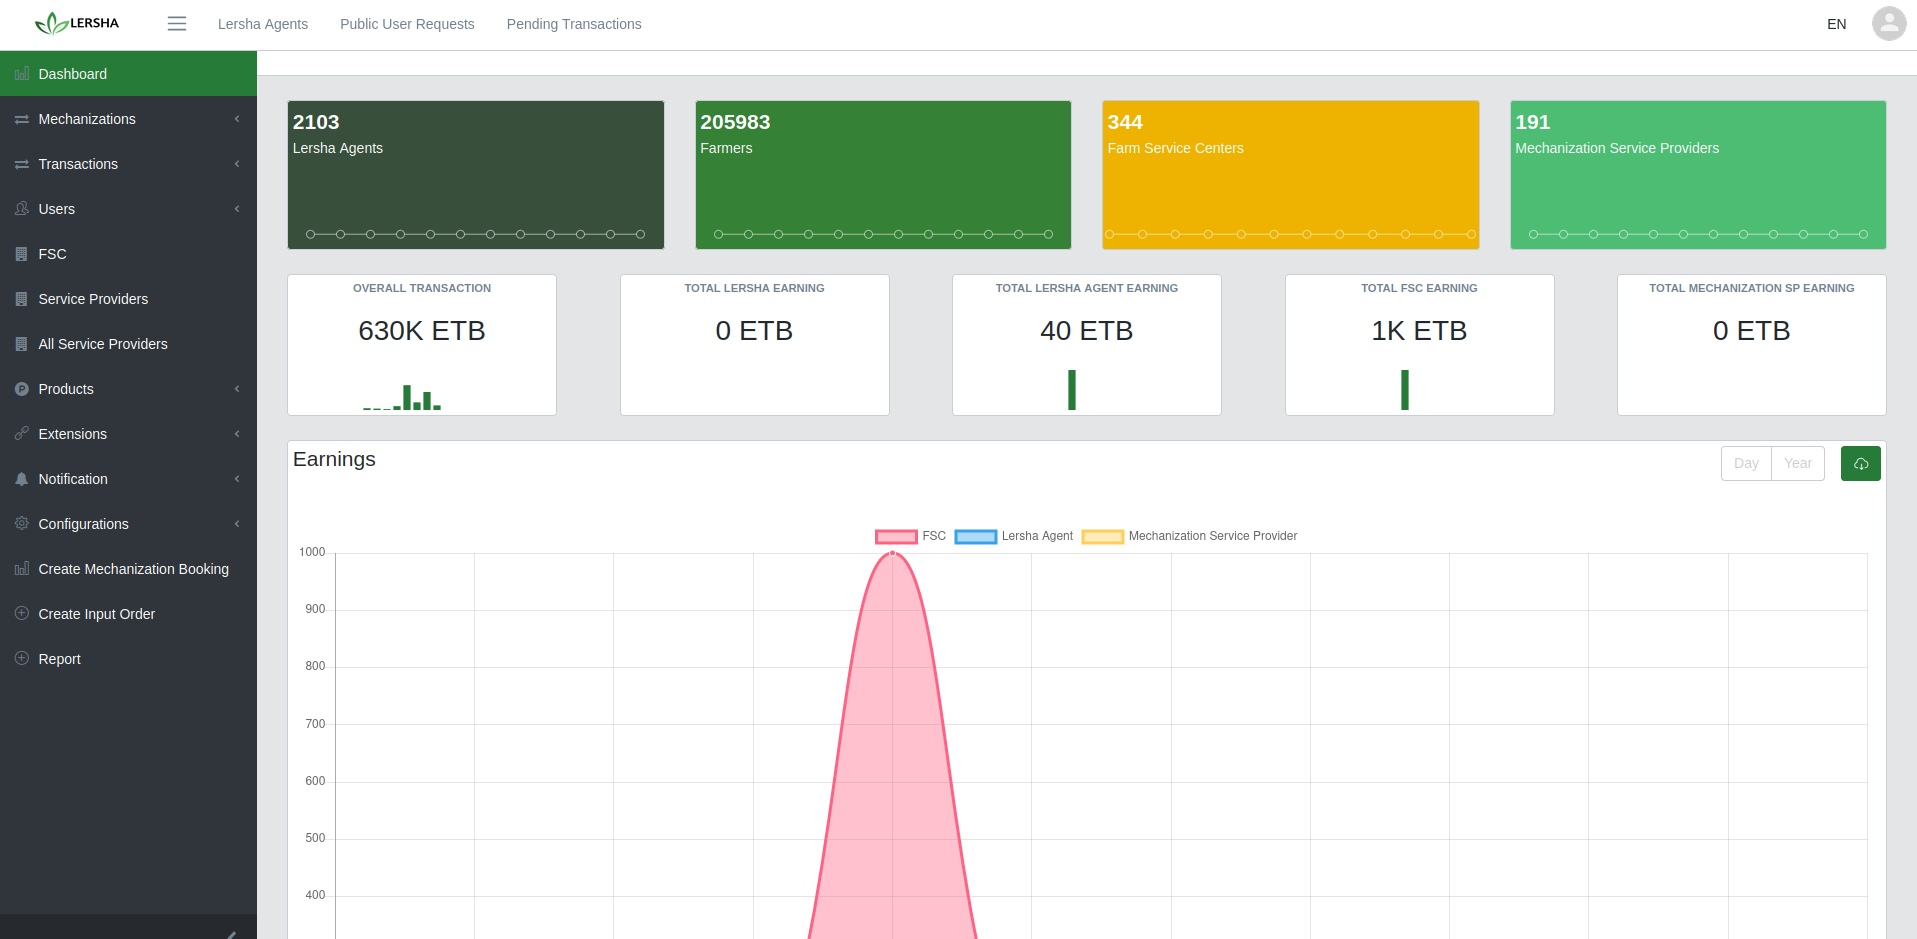 LERSHA
Lersha Agents
Public User Requests
Pending Transactions
EN
Dashboard
Mechanizations
Transactions
Users
FSC
Service Providers
All Service Providers
Products
Extensions
Notification
Configurations
Create Mechanization Booking
Create Input Order
Report
2103
Lersha Agents
205983
Farmers
344
Farm Service Centers
191
Mechanization Service Providers
OVERALL TRANSACTION
630K ETB
TOTAL LERSHA EARNING
0 ETB
TOTAL LERSHA AGENT EARNING
40 ETB
TOTAL FSC EARNING
1K ETB
TOTAL MECHANIZATION SP EARNING
0 ETB
Earnings
Day
Year
FSC
Lersha Agent
Mechanization Service Provider
1000
900
800
700
600
500
400